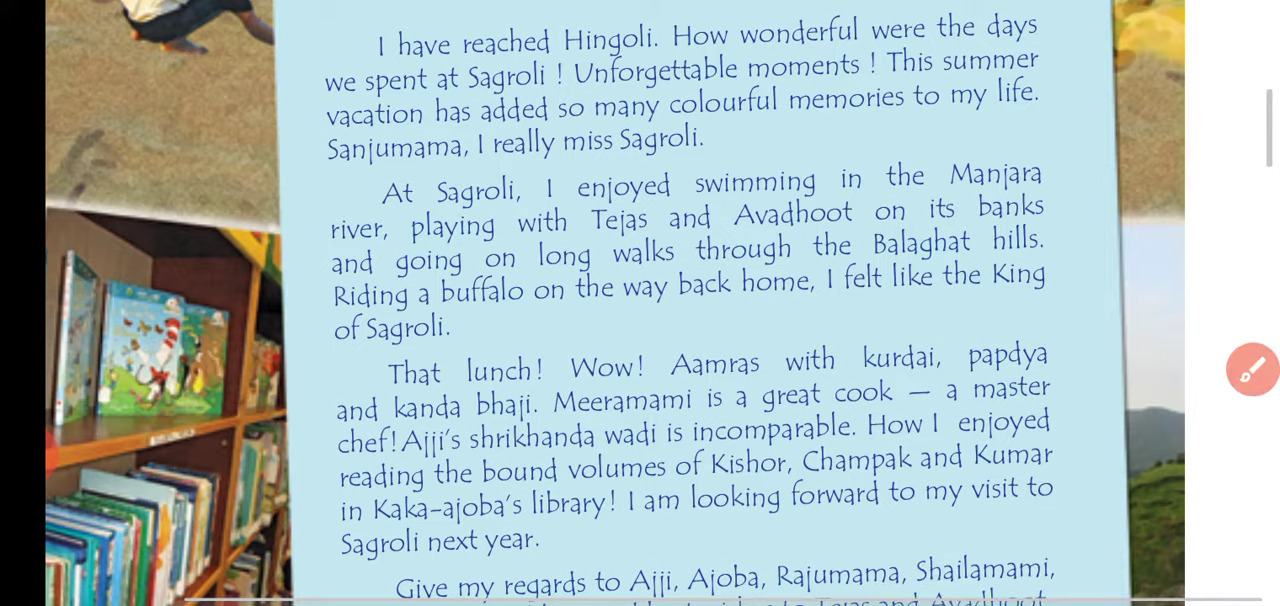 I have reached Hingoli. How wonderful were the days
we spent at Sagroli ! Unforgettable moments ! This summer
vacation has added so many colourful memories to my life.
Sanjumama, I really miss Sagroli.
At Sagroli, I enjoyed swimming in the Manjara
river, playing with Tejas and Avadhoot on its banks
and going on long walks through the Balaghat hills.
Riding a buffalo on the way back home, I felt like the King
of Sagroli.
That lunch! Wow! Aamras with kurdai, papdya
and kanda bhaji. Meeramami is a great cook — a master
chef! Ajji's shrikhanda wadi is incomparable. How I enjoyed
reading the bound volumes of Kishor, Champak and Kumar
in Kaka-ajoba's library! I am looking forward to my visit to
Sagroli next year.
Give my regards to Ajji, Ajoba, Rajumama, Shailamami,
to Tejas and Avadhoot